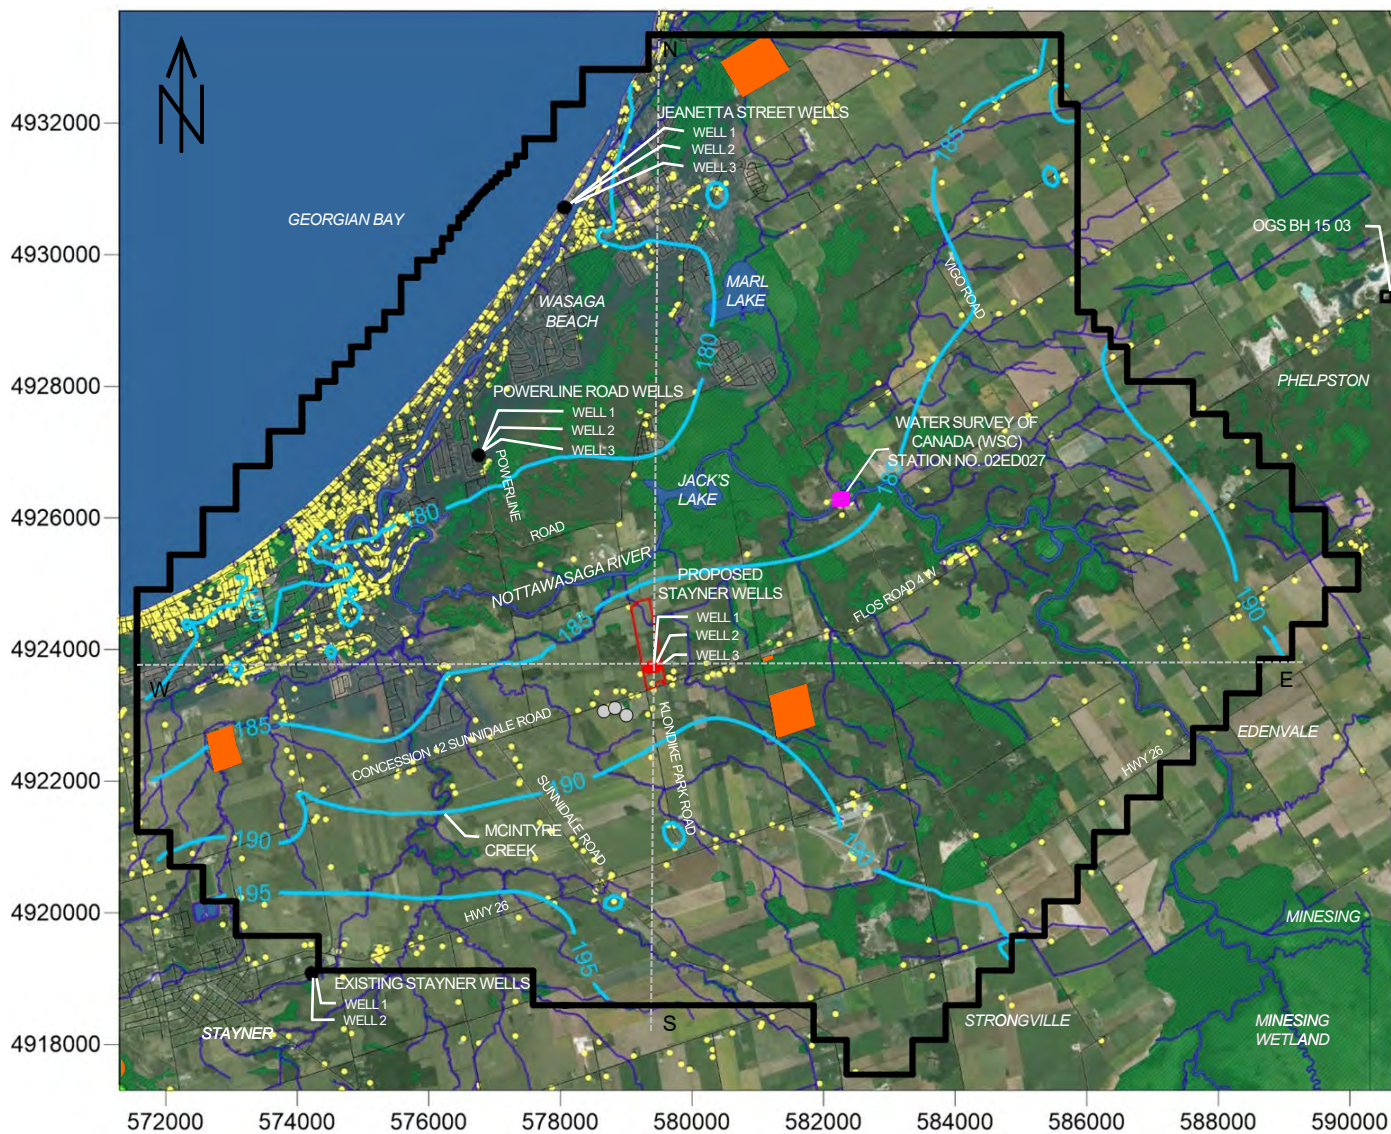 N
4932000
JEANETTA STREET WELLS
WELL 1
WELL 2
WELL 3
185
GEORGIAN BAY
OGS BH 15 03
4930000
VIGO ROAD
MARL
LAKE
WASAGA
BEACH
180
4928000
PHELPSTON
POWERLINE ROAD WELLS
WELL 1
WELL 2
WELL 3
WATER SURVEY OF
CANADA (WSC)
STATION NO. 02ED027
POWERLINE
ROAD
JACK'S
LAKE
185
180
4926000
NOTTAWASAGA RIVER
PROPOSED
STAYNER WELLS
WELL 1
WELL 2
WELL 3
FLOS ROAD 4 W
180
185
190
4924000
W
E
N
185
CONCESSION 12 SUNNIDALE ROAD
KLONDIKE PARK ROAD
EDENVALE
HWY 26
4922000
190
SUNNIDALE ROAD
MCINTYRE
CREEK
190
190
195
4920000
HWY 26
MINESING
195
EXISTING STAYNER WELLS
WELL 1
WELL 2
STAYNER
S
STRONGVILLE
MINESING
WETLAND
4918000
572000 574000 576000 578000 580000 582000 584000 586000 588000 590000